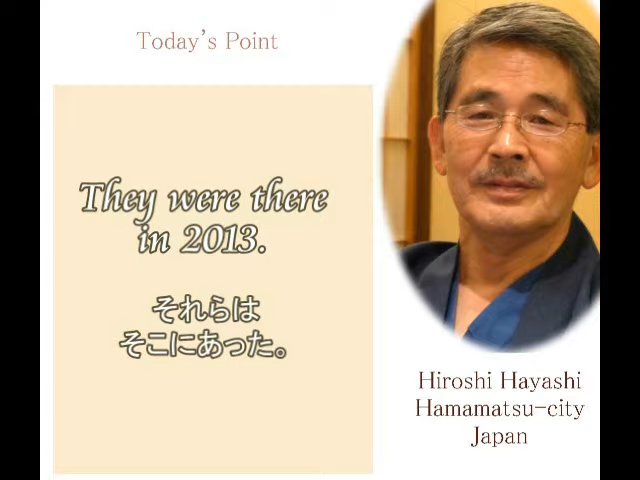 Today's Point
They were there
in 2013.
それらは
そこにあった。
Hiroshi Hayashi
Hamamatsu-city
Japan